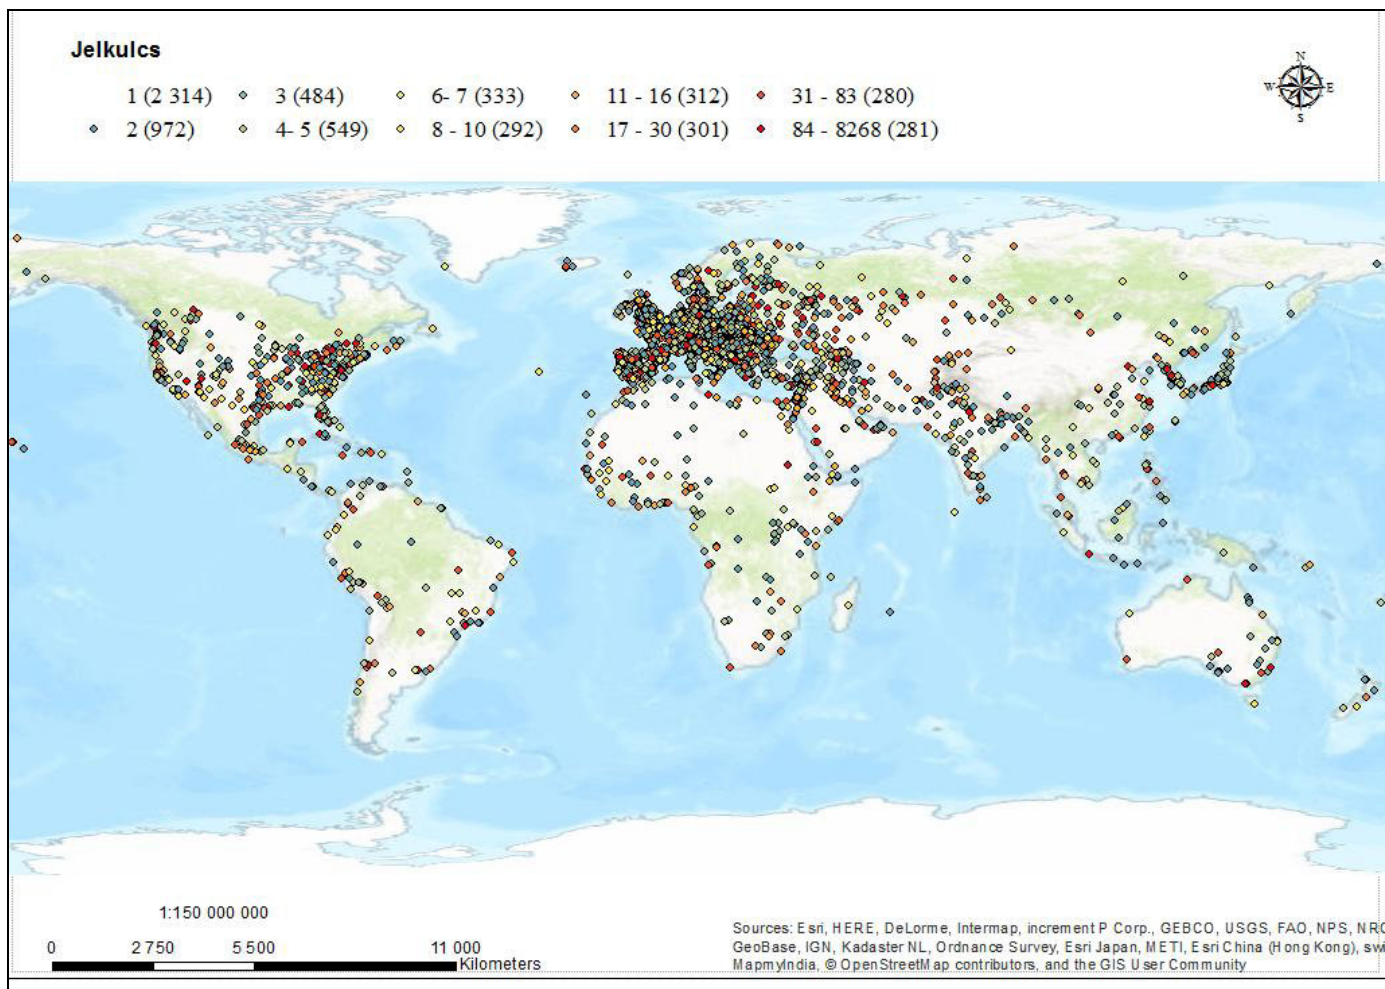 Jelkulcs
1 (2 314) 3 (484) 6- 7 (333) 11 - 16 (312) 31 - 83 (280)
2 (972) 4- 5 (549) 8 - 10 (292) 17 - 30 (301) 84 - 8268 (281)
N
W E
S
1:150 000 000
0 2 750 5 500 11 000
Kilometers
Sources: Esri, HERE, DeLorme, Intermap, increment P Corp., GEBCO, USGS, FAO, NPS, NRC
GeoBase, IGN, Kadaster NL, Ordnance Survey, Esri Japan, METI, Esri China (Hong Kong), swi
MapmyIndia, © OpenStreetMap contributors, and the GIS User Community